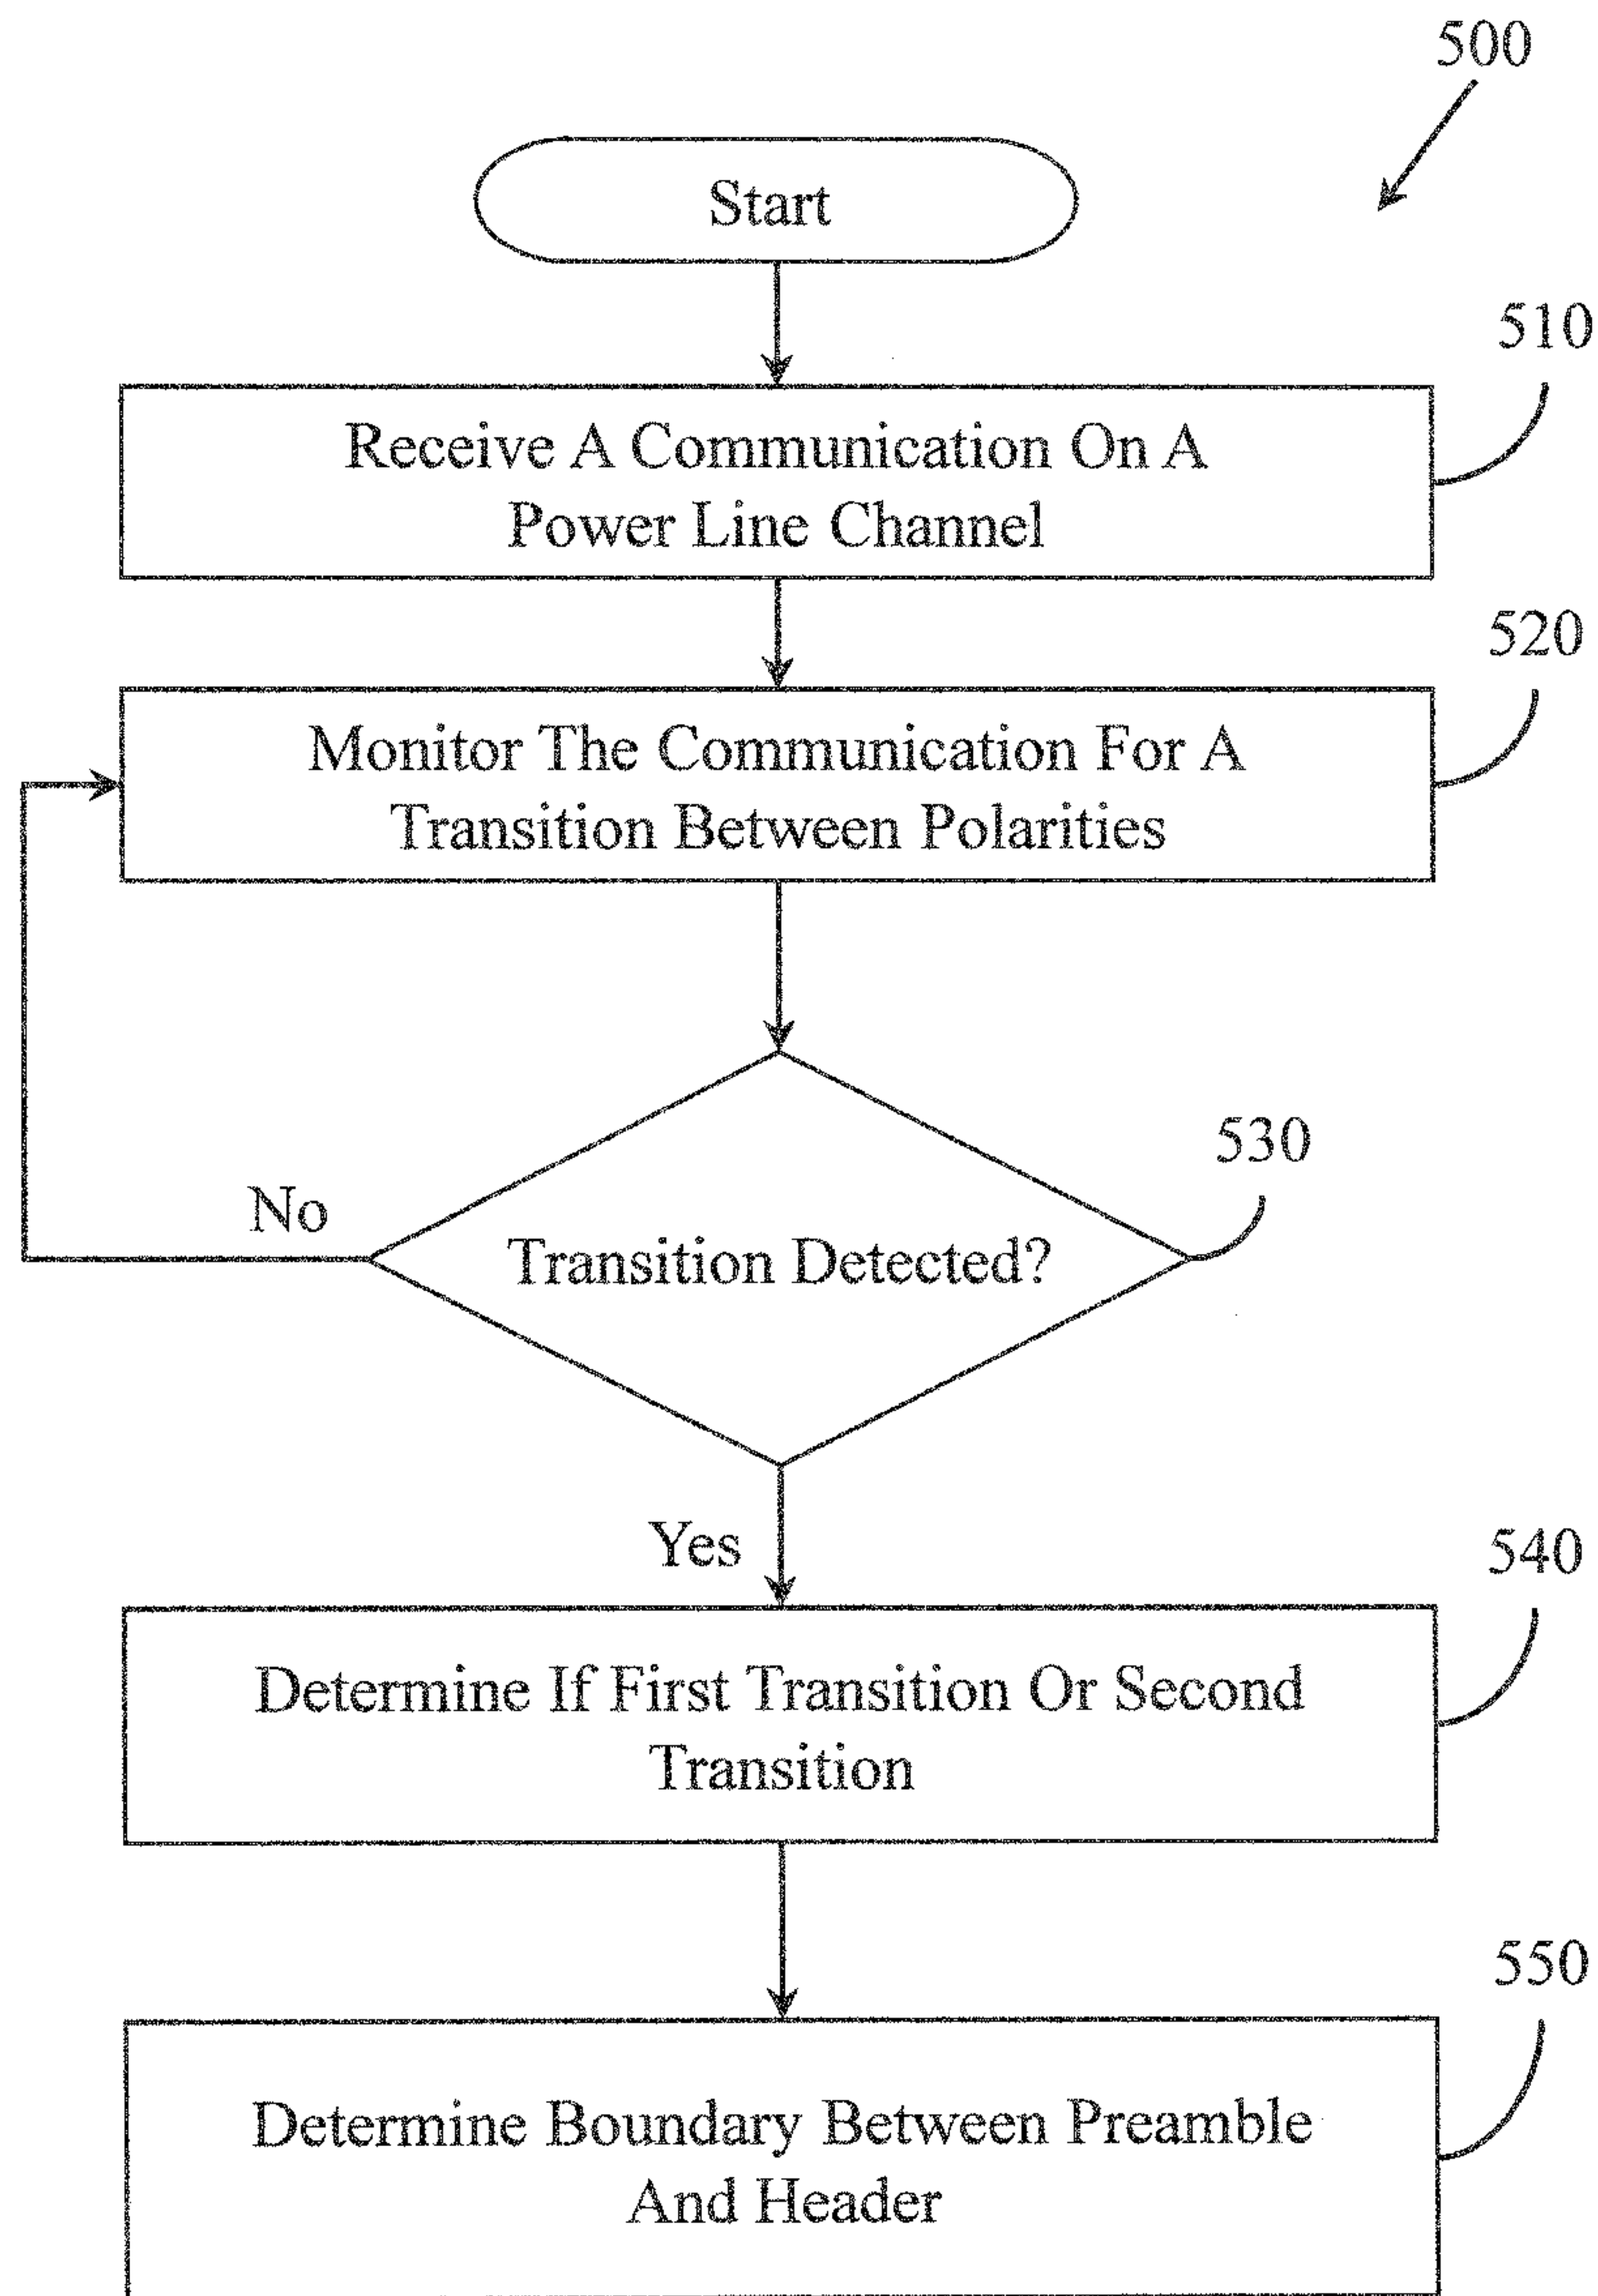 500
Start
510
Receive A Communication On A
Power Line Channel
520
Monitor The Communication For A
Transition Between Polarities
530
No
Transition Detected?
Yes
540
Determine If First Transition Or Second
Transition
550
Determine Boundary Between Preamble
And Header